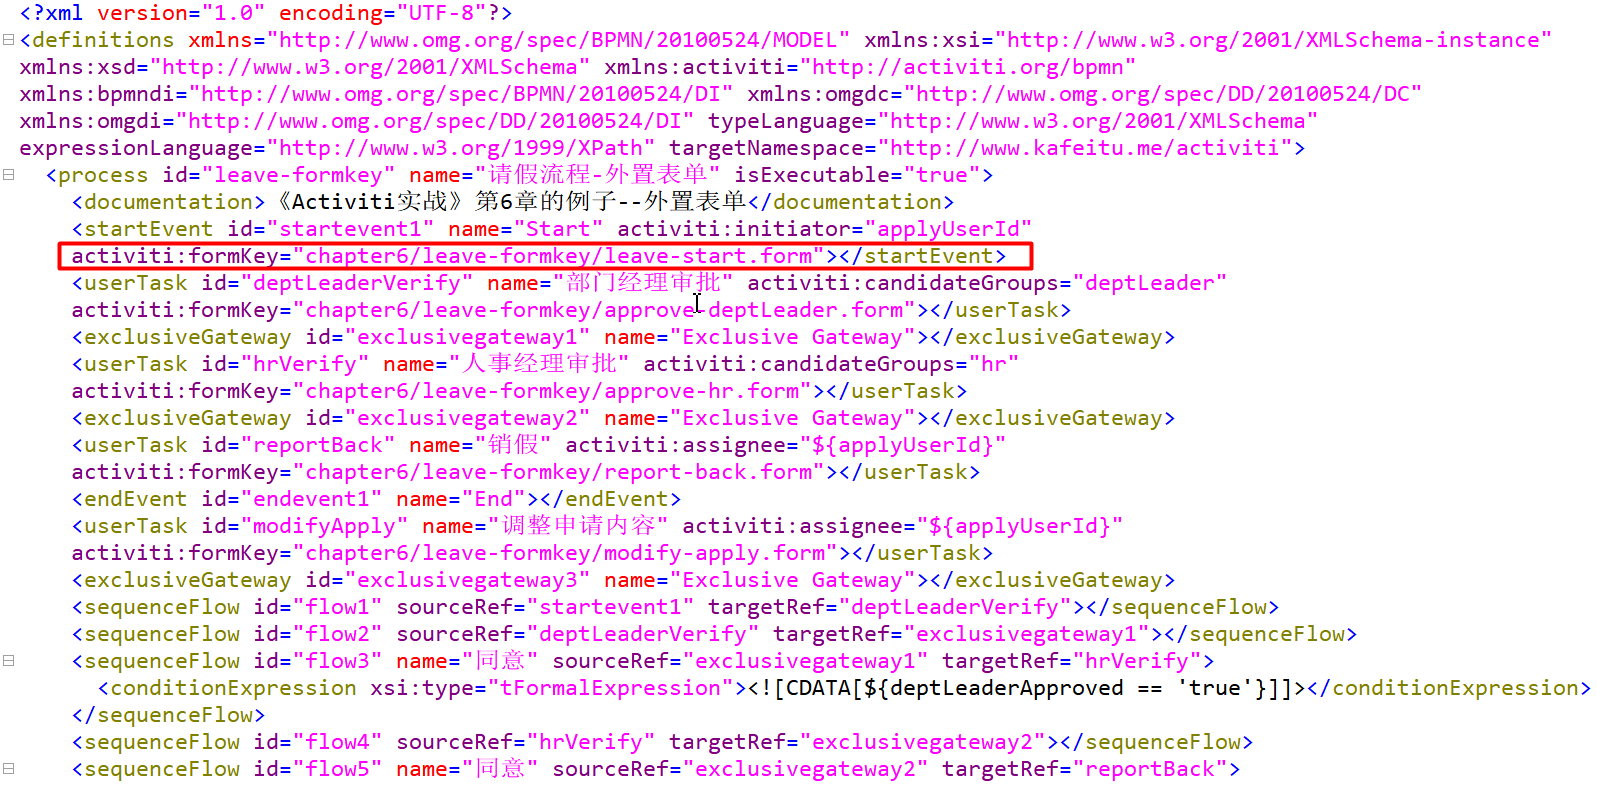 <?xml version="1.0" encoding="UTF-8"?>
<definitions xmlns="http://www.omg.org/spec/BPMN/20100524/MODEL" xmlns:xsi="http://www.w3.org/2001/XMLSchema-instance"
xmlns:xsd="http://www.w3.org/2001/XMLSchema" xmlns:activiti="http://activiti.org/bpmn"
xmlns:bpmndi="http://www.omg.org/spec/BPMN/20100524/DI" xmlns:omgdc="http://www.omg.org/spec/DD/20100524/DC"
xmlns:omgdi="http://www.omg.org/spec/DD/20100524/DI" typeLanguage="http://www.w3.org/2001/XMLSchema"
expressionLanguage="http://www.w3.org/1999/XPath" targetNamespace="http://www.kafeitu.me/activiti">
<process id="leave-formkey" name="请假流程-外置表单" isExecutable="true">
<documentation>《Activiti实战》第6章的例子--外置表单</documentation>
<startEvent id="startevent1" name="Start" activiti:initiator="applyUserId"
activiti:formKey="chapter6/leave-formkey/leave-start.form"></startEvent>
<userTask id="deptLeaderVerify" name="部门经理审批" activiti:candidateGroups="deptLeader"
activiti:formKey="chapter6/leave-formkey/approve-deptLeader.form"></userTask>
<exclusiveGateway id="exclusivegateway1" name="Exclusive Gateway"></exclusiveGateway>
<userTask id="hrVerify" name="人事经理审批" activiti:candidateGroups="hr"
activiti:formKey="chapter6/leave-formkey/approve-hr.form"></userTask>
<exclusiveGateway id="exclusivegateway2" name="Exclusive Gateway"></exclusiveGateway>
<userTask id="reportBack" name="销假" activiti:assignee="${applyUserId}"
activiti:formKey="chapter6/leave-formkey/report-back.form"></userTask>
<endEvent id="endevent1" name="End"></endEvent>
<userTask id="modifyApply" name="调整申请内容" activiti:assignee="${applyUserId}"
activiti:formKey="chapter6/leave-formkey/modify-apply.form"></userTask>
<exclusiveGateway id="exclusivegateway3" name="Exclusive Gateway"></exclusiveGateway>
<sequenceFlow id="flow1" sourceRef="startevent1" targetRef="deptLeaderVerify"></sequenceFlow>
<sequenceFlow id="flow2" sourceRef="deptLeaderVerify" targetRef="exclusivegateway1"></sequenceFlow>
<sequenceFlow id="flow3" name="同意" sourceRef="exclusivegateway1" targetRef="hrVerify">
<conditionExpression xsi:type="tFormalExpression"><![CDATA[${deptLeaderApproved == 'true'}]]></conditionExpression>
</sequenceFlow>
<sequenceFlow id="flow4" sourceRef="hrVerify" targetRef="exclusivegateway2"></sequenceFlow>
<sequenceFlow id="flow5" name="同意" sourceRef="exclusivegateway2" targetRef="reportBack">